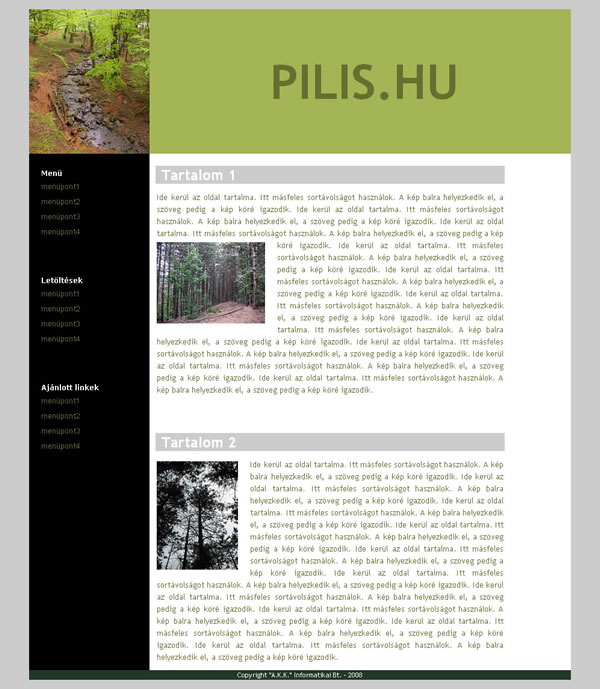 PILIS.HU
Menü
menüpont1
menüpont2
menüpont3
menüpont4
Letöltések
menüpont1
menüpont2
menüpont3
menüpont4
Ajánlott linkek
menüpont1
menüpont2
menüpont3
menüpont4
Tartalom 1
Ide kerül az oldal tartalma. Itt másfeles sortávolságot használok. A kép balra helyezkedik el, a
szöveg pedig a kép köré igazodik. Ide kerül az oldal tartalma. Itt másfeles sortávolságot
használok. A kép balra helyezkedik el, a szöveg pedig a kép köré igazodik. Ide kerül az oldal
tartalma. Itt másfeles sortávolságot használok. A kép balra helyezkedik el, a szöveg pedig a kép
köré igazodik. Ide kerül az oldal tartalma. Itt másfeles
sortávolságot használok. A kép balra helyezkedik el, a szöveg
pedig a kép köré igazodik. Ide kerül az oldal tartalma. Itt
másfeles sortávolságot használok. A kép balra helyezkedik el, a
szöveg pedig a kép köré igazodik. Ide kerül az oldal tartalma. Itt
másfeles sortávolságot használok. A kép balra helyezkedik el, a
szöveg pedig a kép köré igazodik. Ide kerül az oldal
tartalma. Itt másfeles sortávolságot használok. A kép balra
helyezkedik el, a szöveg pedig a kép köré igazodik. Ide kerül az oldal tartalma. Itt másfeles
sortávolságot használok. A kép balra helyezkedik el, a szöveg pedig a kép köré igazodik. Ide kerül
az oldal tartalma. Itt másfeles sortávolságot használok. A kép balra helyezkedik el, a szöveg
pedig a kép köré igazodik. Ide kerül az oldal tartalma. Itt másfeles sortávolságot használok. A
kép balra helyezkedik el, a szöveg pedig a kép köré igazodik.
Tartalom 2
Ide kerül az oldal tartalma. Itt másfeles sortávolságot használok. A kép
balra helyezkedik el, a szöveg pedig a kép köré igazodik. Ide kerül az
oldal tartalma. Itt másfeles sortávolságot használok. A kép balra
helyezkedik el, a szöveg pedig a kép köré igazodik. Ide kerül az oldal
tartalma. Itt másfeles sortávolságot használok. A kép balra helyezkedik
el, a szöveg pedig a kép köré igazodik. Ide kerül az oldal tartalma. Itt
másfeles sortávolságot használok. A kép balra helyezkedik el, a szöveg
pedig a kép köré igazodik. Ide kerül az oldal tartalma. Itt másfeles
sortávolságot használok. A kép balra helyezkedik el, a szöveg pedig a
kép köré igazodik. Ide kerül az oldal tartalma. Itt másfeles
sortávolságot használok. A kép balra helyezkedik el, a szöveg pedig a kép köré igazodik. Ide kerül
az oldal tartalma. Itt másfeles sortávolságot használok. A kép balra helyezkedik el, a szöveg
pedig a kép köré igazodik. Ide kerül az oldal tartalma. Itt másfeles sortávolságot használok. A
kép balra helyezkedik el, a szöveg pedig a kép köré igazodik. Ide kerül az oldal tartalma. Itt
másfeles sortávolságot használok. A kép balra helyezkedik el, a szöveg pedig a kép köré
igazodik. Ide kerül az oldal tartalma. Itt másfeles sortávolságot használok. A kép balra
helyezkedik el, a szöveg pedig a kép köré igazodik.
Copyright "A.K.K." Informatikai Bt. - 2008